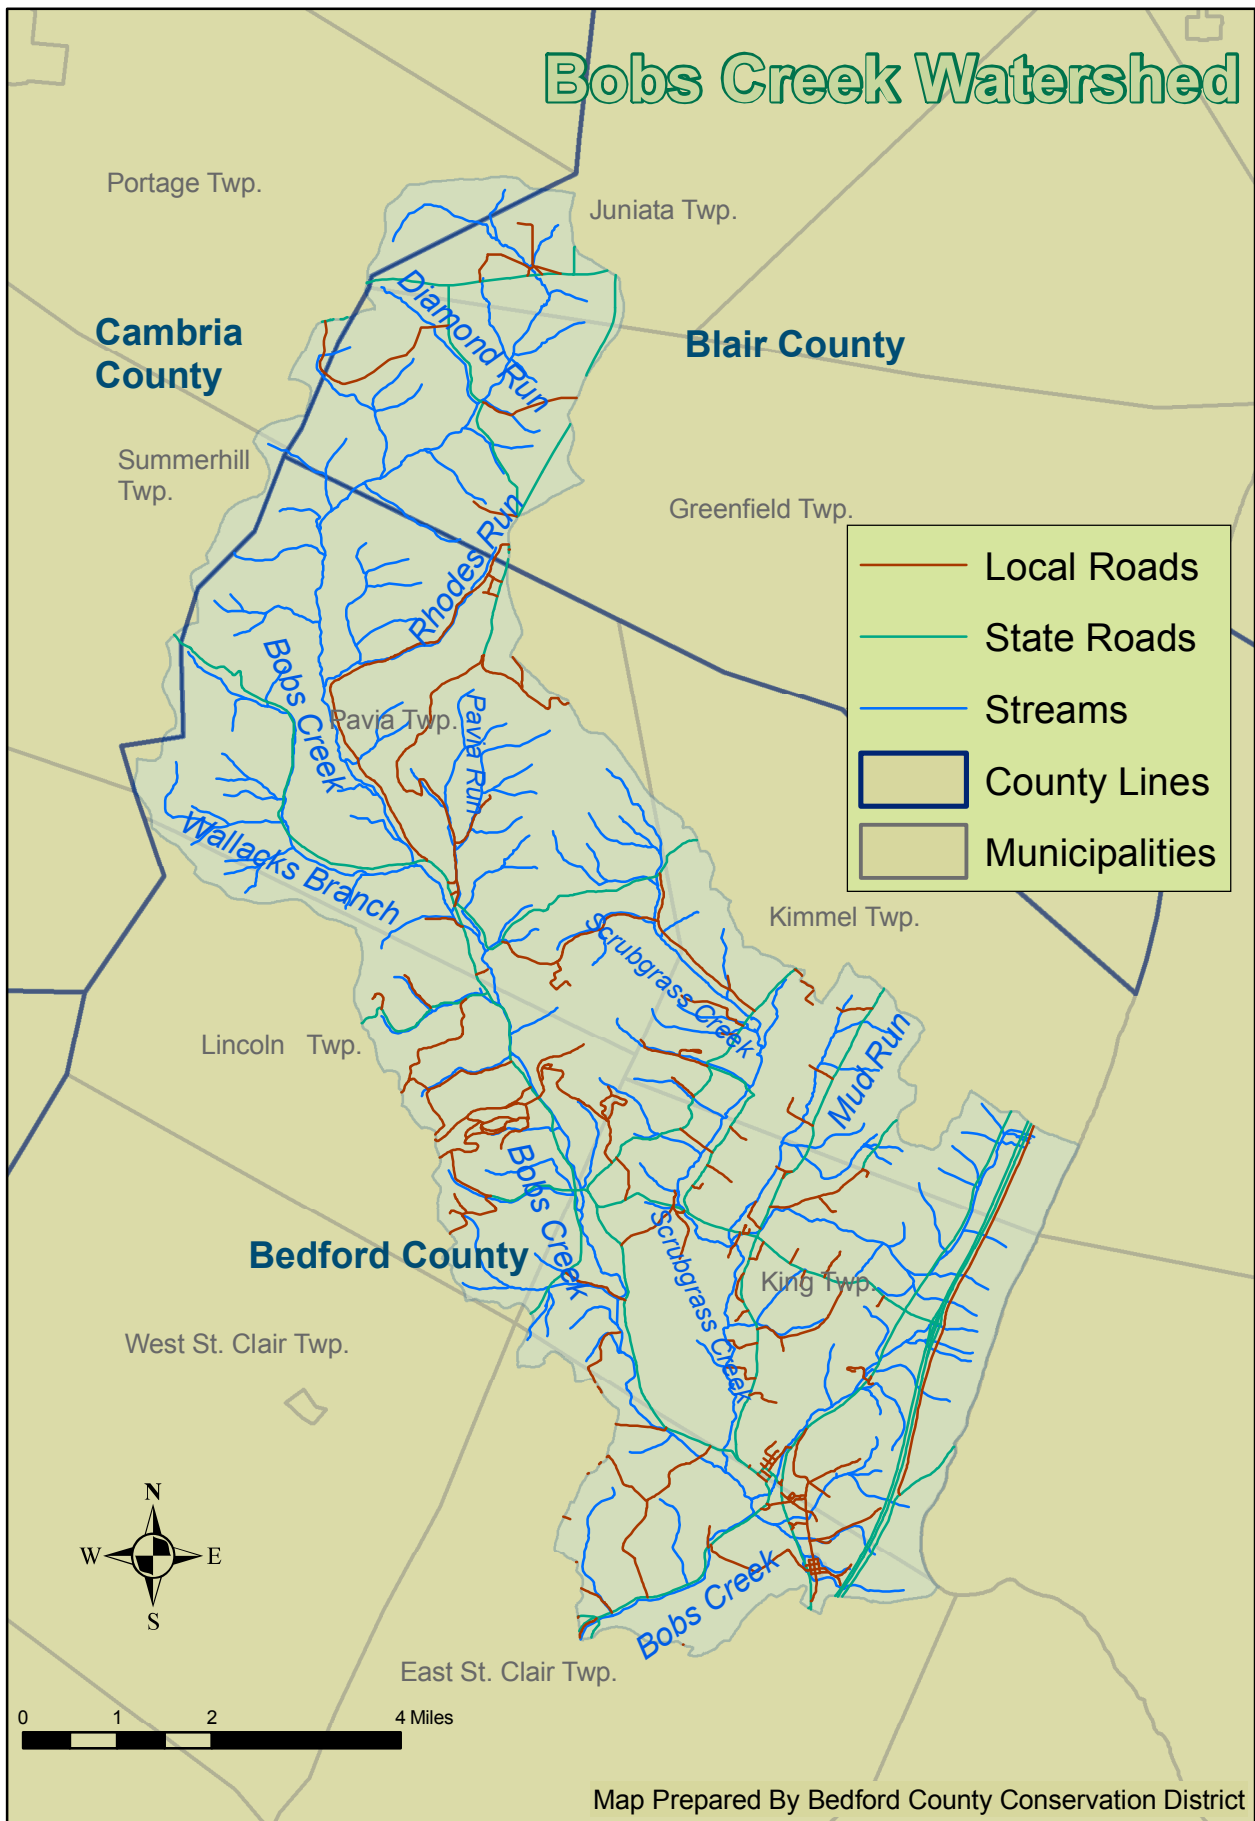 Bobs Creek Watershed
Portage Twp.
Juniata Twp.
Diamond Run
Cambria
County
Blair County
Summerhill
Twp.
Greenfield Twp.
Rhodes Run
Local Roads
State Roads
Streams
County Lines
Municipalities
Bobs Creek
Pavia Twp.
Pavia Run
Wallacks Branch
Kimmel Twp.
Scrubgrass Creek
Lincoln Twp.
Mud Run
Bobs Creek
Bedford County
Scrubgrass Creek
King Twp.
West St. Clair Twp.
N
W E
S
Bobs Creek
East St. Clair Twp.
0 1 2 4 Miles
Map Prepared By Bedford County Conservation District